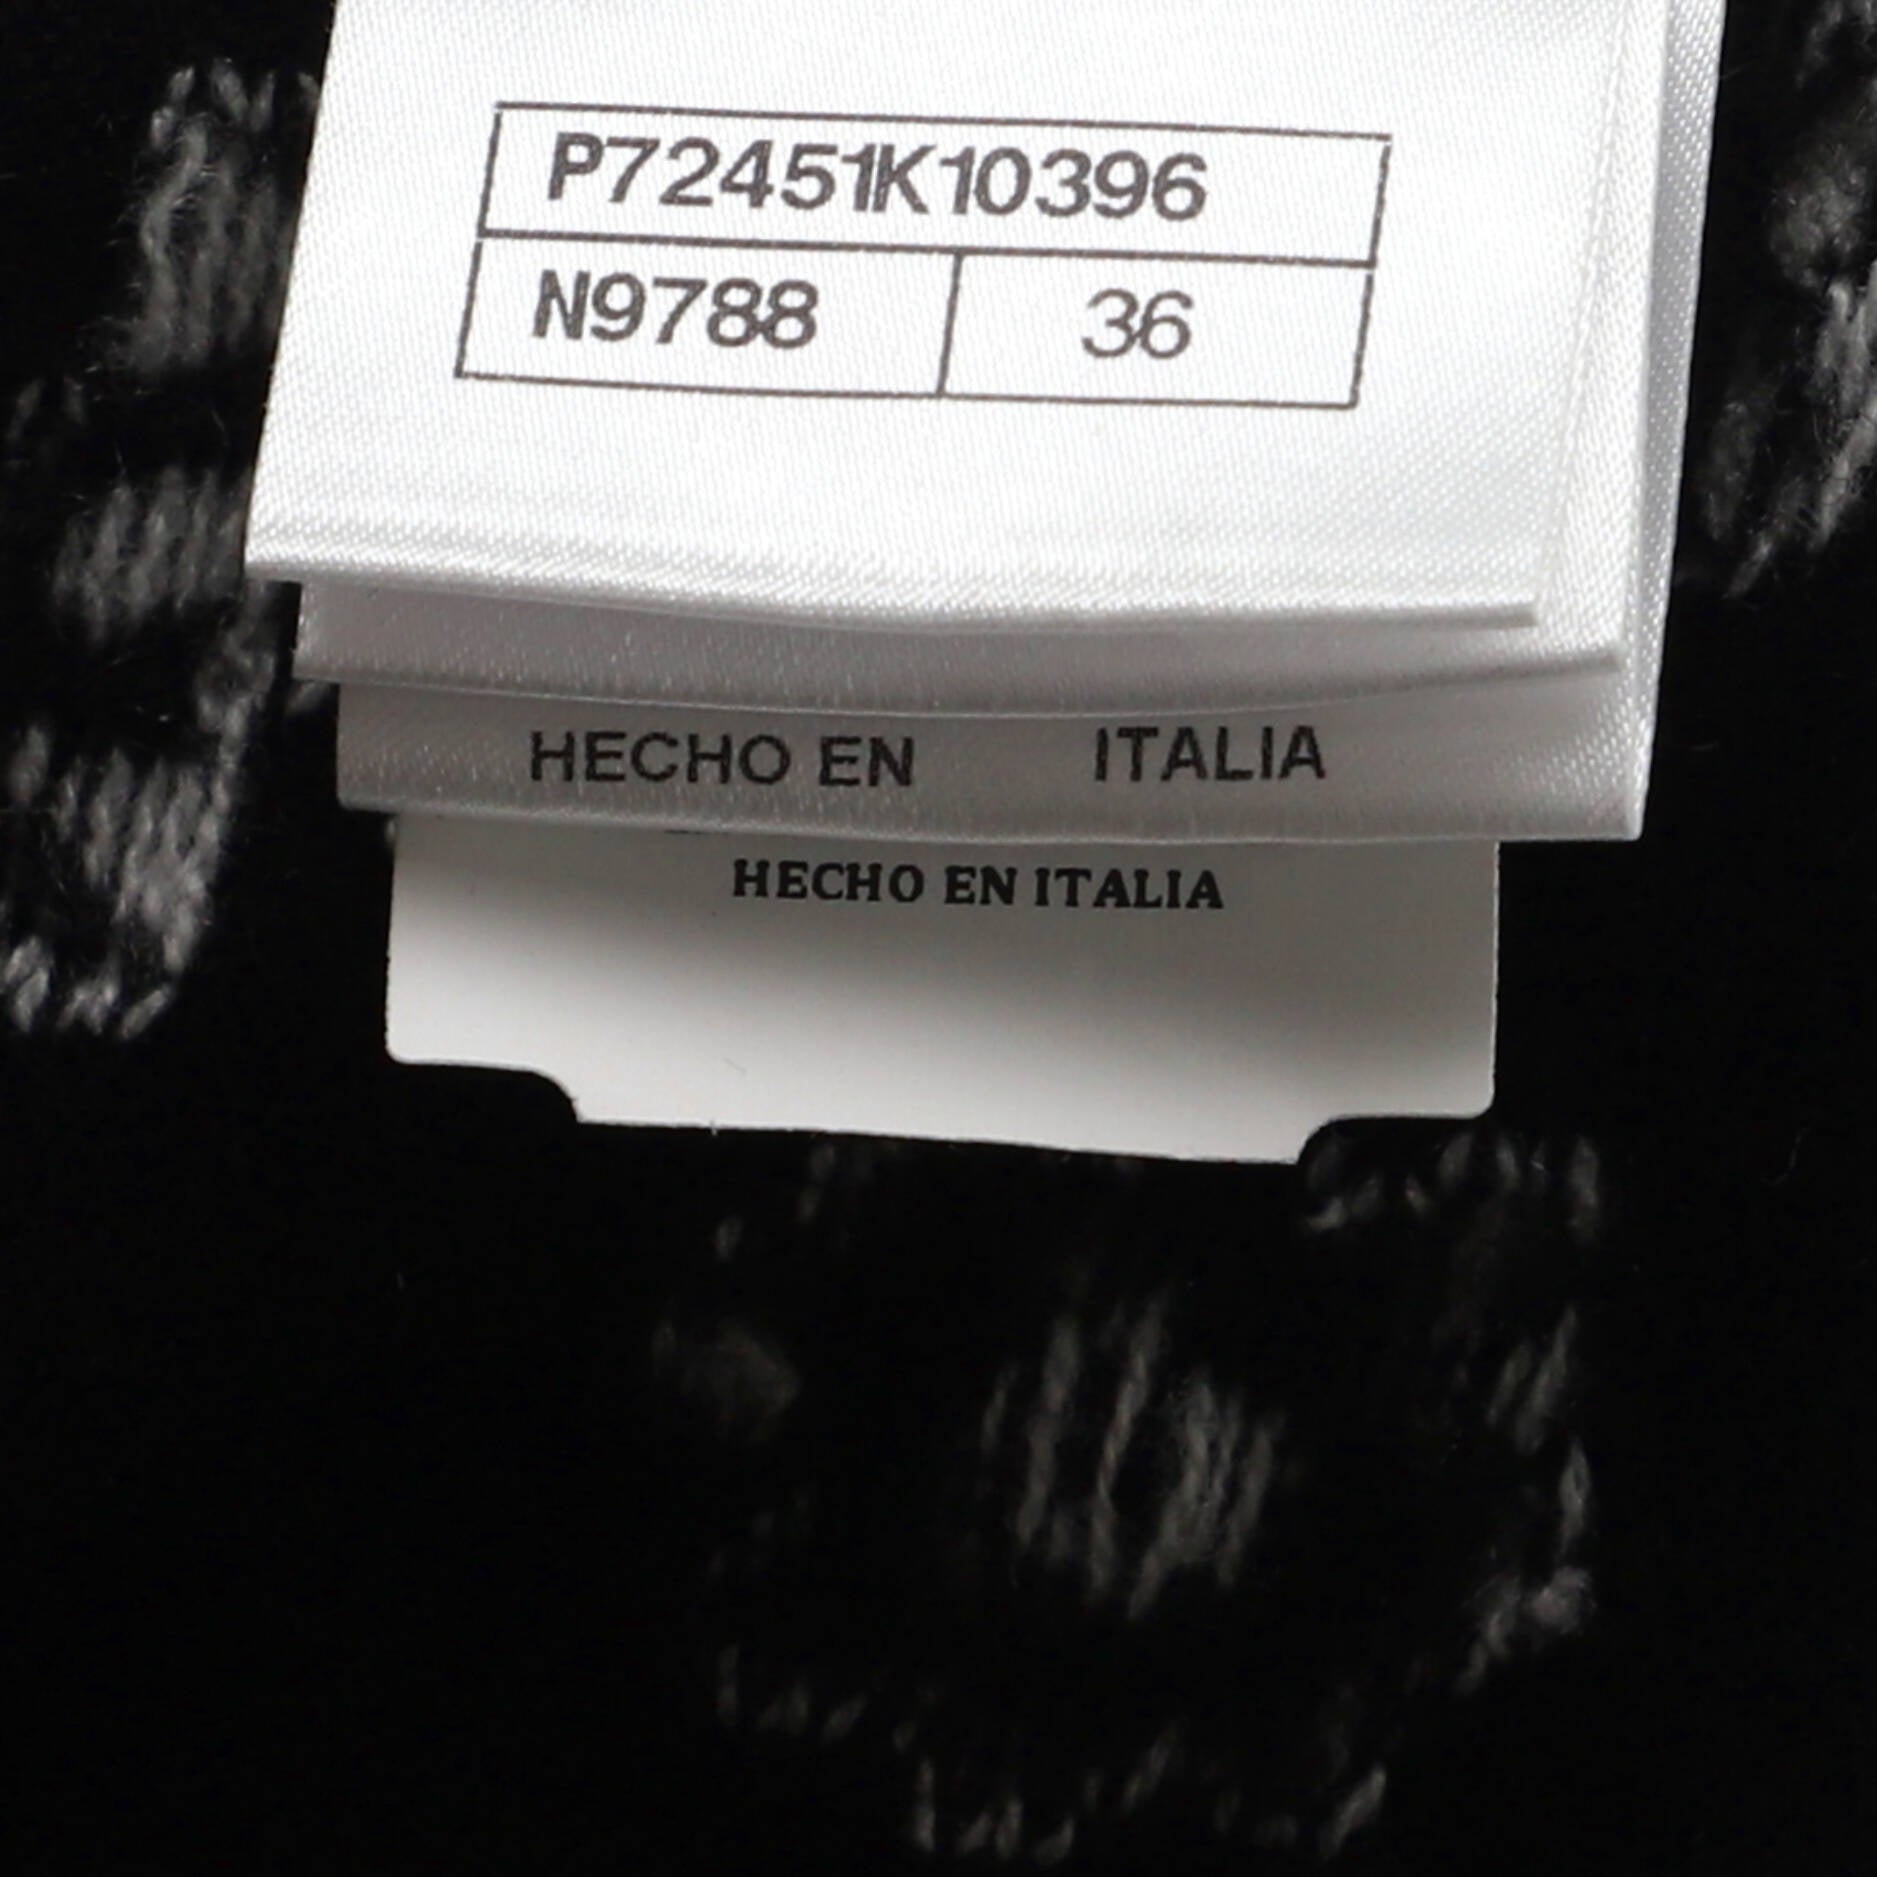 P72451K10396
N9788 36
HECHO EN ITALIA
HECHO EN ITALIA